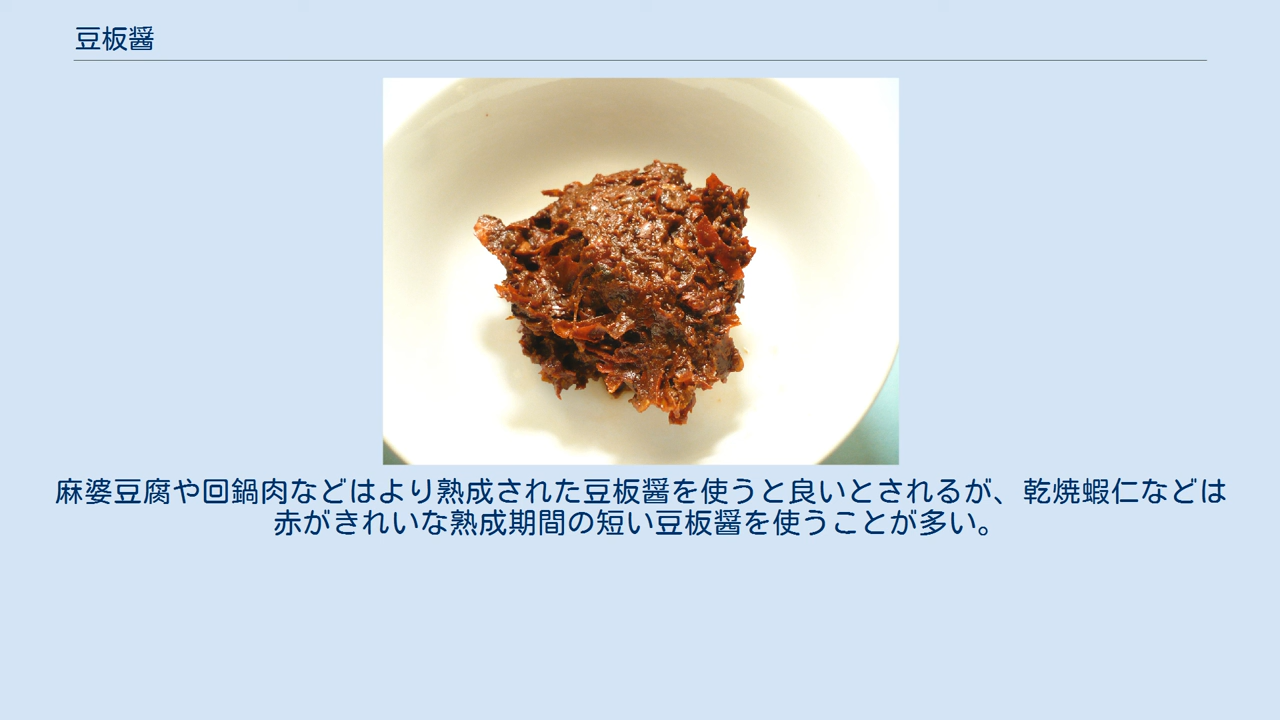 豆板醤
麻婆豆腐や回鍋肉などはより熟成された豆板醤を使うと良いとされるが、乾焼蝦仁などは
赤がきれいな熟成期間の短い豆板醤を使うことが多い。